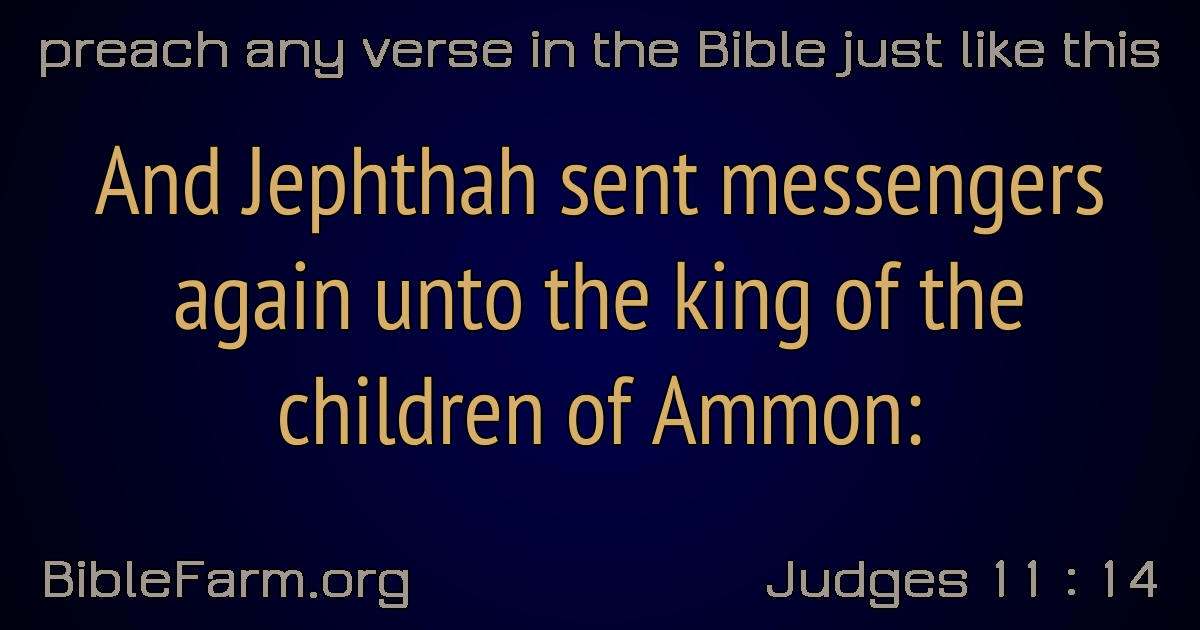 preach any verse in the Bible just like this
And Jephthah sent messengers
again unto the king of the
children of Ammon:
BibleFarm.org
Judges 11 : 14